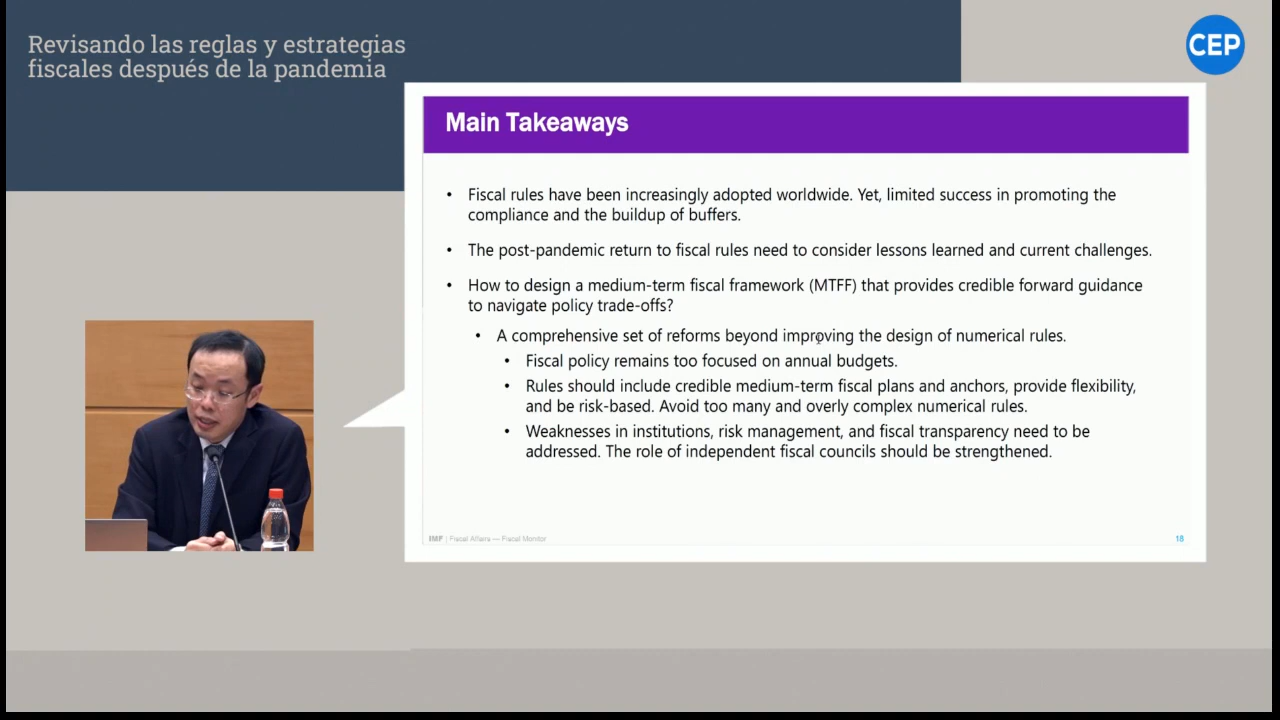 Revisando las reglas y estrategias
fiscales después de la pandemia
CEP
Main Takeaways
• Fiscal rules have been increasingly adopted worldwide. Yet, limited success in promoting the
compliance and the buildup of buffers.
• The post-pandemic return to fiscal rules need to consider lessons learned and current challenges.
• How to design a medium-term fiscal framework (MTFF) that provides credible forward guidance
to navigate policy trade-offs?
• A comprehensive set of reforms beyond improving the design of numerical rules.
• Fiscal policy remains too focused on annual budgets.
• Rules should include credible medium-term fiscal plans and anchors, provide flexibility,
and be risk-based. Avoid too many and overly complex numerical rules.
• Weaknesses in institutions, risk management, and fiscal transparency need to be
addressed. The role of independent fiscal councils should be strengthened.
IMF | Fiscal Affairs — Fiscal Monitor
18